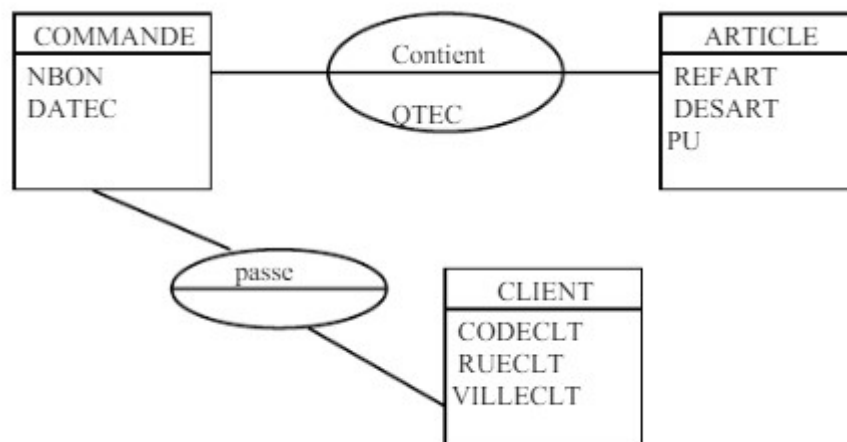 COMMANDE
NBON
DATEC
Contient
QTEC
ARTICLE
REFART
DESART
PU
passe
CLIENT
CODECLT
RUECLT
VILLECLT